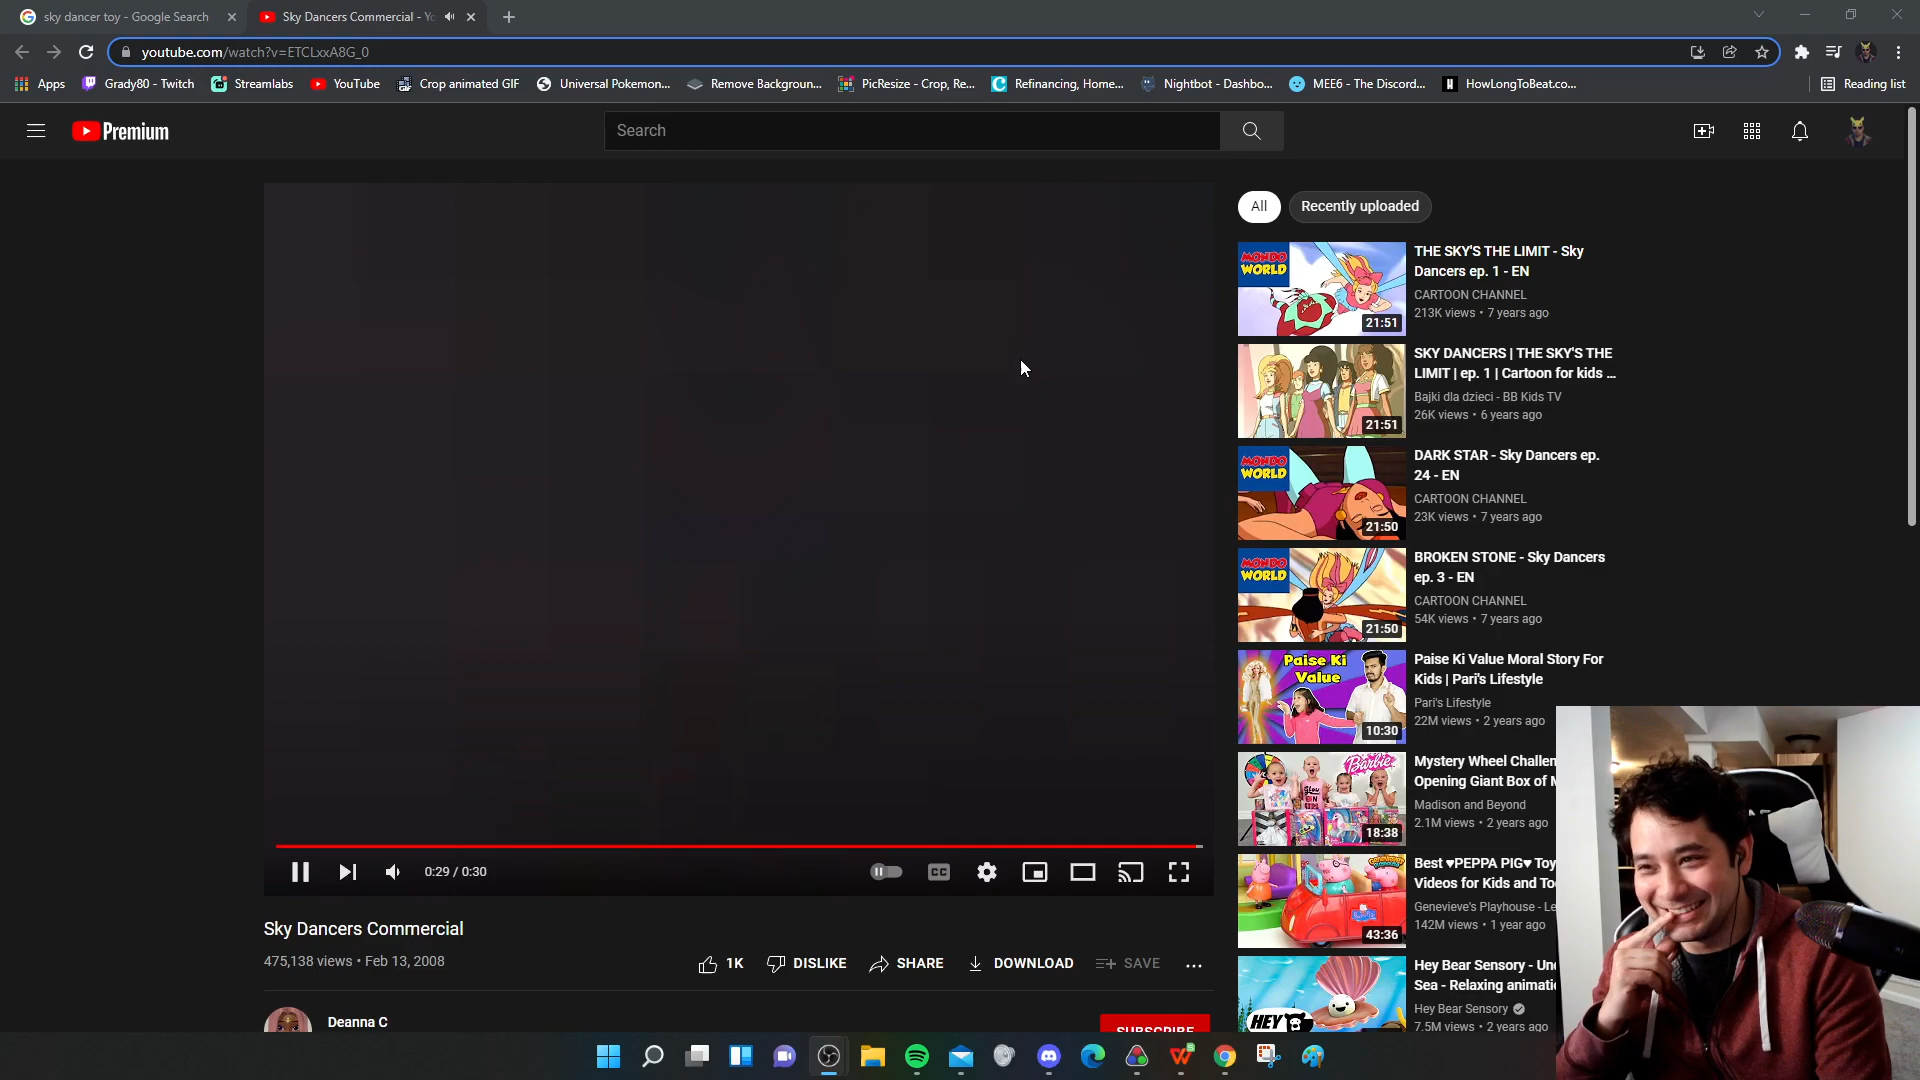 sky dancer toy - Google Search
Sky Dancers Commercial - Yo
youtube.com/watch?v=ETCLxxA8G_0
Apps
Grady80 - Twitch
Streamlabs
YouTube
Crop animated GIF
Universal Pokemon...
Remove Backgroun...
PicResize - Crop, Re...
Refinancing, Home...
Nightbot - Dashbo...
MEE6 - The Discord...
HowLongToBeat.co...
Reading list
Premium
Search
All
Recently uploaded
MONDO
WORLD
21:51
THE SKY'S THE LIMIT - Sky
Dancers ep. 1 - EN
CARTOON CHANNEL
213K views • 7 years ago
21:51
SKY DANCERS | THE SKY'S THE
LIMIT | ep. 1 | Cartoon for kids ...
Bajki dla dzieci - BB Kids TV
26K views • 6 years ago
MONDO
WORLD
21:50
DARK STAR - Sky Dancers ep.
24 - EN
CARTOON CHANNEL
23K views • 7 years ago
MONDO
WORLD
21:50
BROKEN STONE - Sky Dancers
ep. 3 - EN
CARTOON CHANNEL
54K views • 7 years ago
Paise Ki
Value
10:30
Paise Ki Value Moral Story For
Kids | Pari's Lifestyle
Pari's Lifestyle
22M views • 2 years ago
Barbie
18:38
Mystery Wheel Challen
Opening Giant Box of M
Madison and Beyond
2.1M views • 2 years ago
43:36
Best ♥PEPPA PIG♥ Toy
Videos for Kids and To
Genevieve's Playhouse - Le
142M views • 1 year ago
HEY
Hey Bear Sensory - Un
Sea - Relaxing animati
Hey Bear Sensory
7.5M views • 2 years ago
0:29 / 0:30
CC
Sky Dancers Commercial
475,138 views • Feb 13, 2008
1K
DISLIKE
SHARE
DOWNLOAD
SAVE
Deanna C
SUBSCRIBE